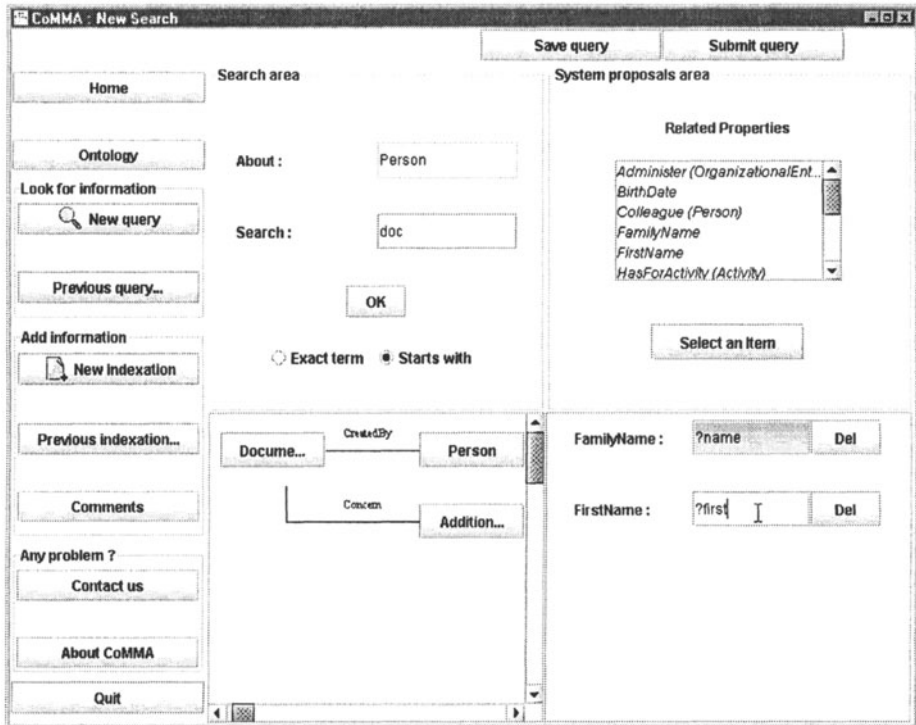 CoMMA : New Search
Save query
Submit query
Home
Ontology
Look for information
New query
Previous query...
Add information
New Indexation
Previous indexation...
Comments
Any problem ?
Contact us
About CoMMA
Quit
Search area
About :
Person
Search :
doc
OK
Exact term
Starts with
System proposals area
Related Properties
Administer (OrganizationalEnt...
BirthDate
Colleague (Person)
FamilyName
FirstName
HasForActivity (Activity)
Select an Item
Docume...
CreatedBy
Person
Concern
Addition...
FamilyName :
?name
Del
FirstName :
?first
Del